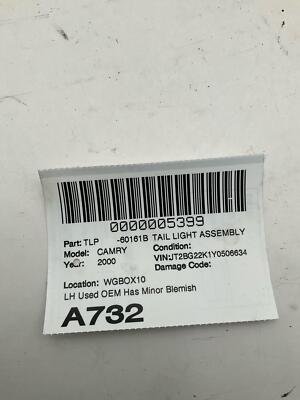 0000005399
Part: TLP -60161B TAIL LIGHT ASSEMBLY
Model: CAMRY Condition:
Year: 2000 VIN:JT2BG22K1Y0506634
Damage Code:
Location: WGBOX10
LH Used OEM Has Minor Blemish
A732